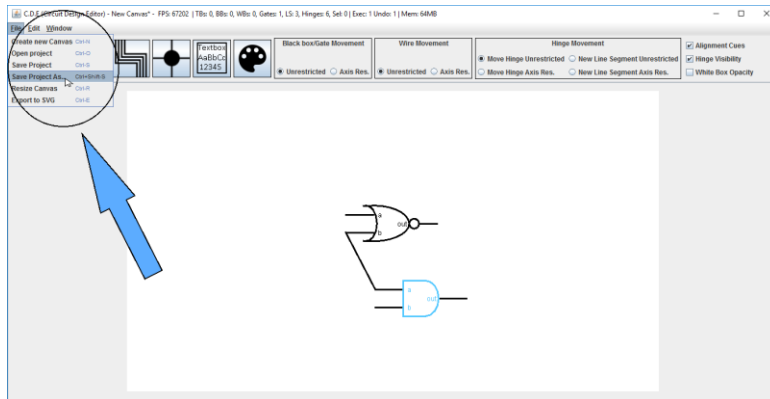 C.D.E (Circuit Design Editor) - New Canvas* - FPS: 67202 | TBs: 0, BBs: 0, WBs: 0, Gates: 1, LS: 3, Hinges: 6, Sel: 0 | Exec: 1 Undo: 1 | Mem: 64MB
File Edit Window
Create new Canvas Ctrl-N
Open project Ctrl-O
Save Project Ctrl-S
Save Project As... Ctrl+Shift-S
Resize Canvas Ctrl-R
Export to SVG Ctrl-E
Textbox
AaBbCc
12345
Black box/Gate Movement
Unrestricted Axis Res.
Wire Movement
Unrestricted Axis Res.
Hinge Movement
Move Hinge Unrestricted New Line Segment Unrestricted
Move Hinge Axis Res. New Line Segment Axis Res.
Alignment Cues
Hinge Visibility
White Box Opacity
a
out
b
a
out
b